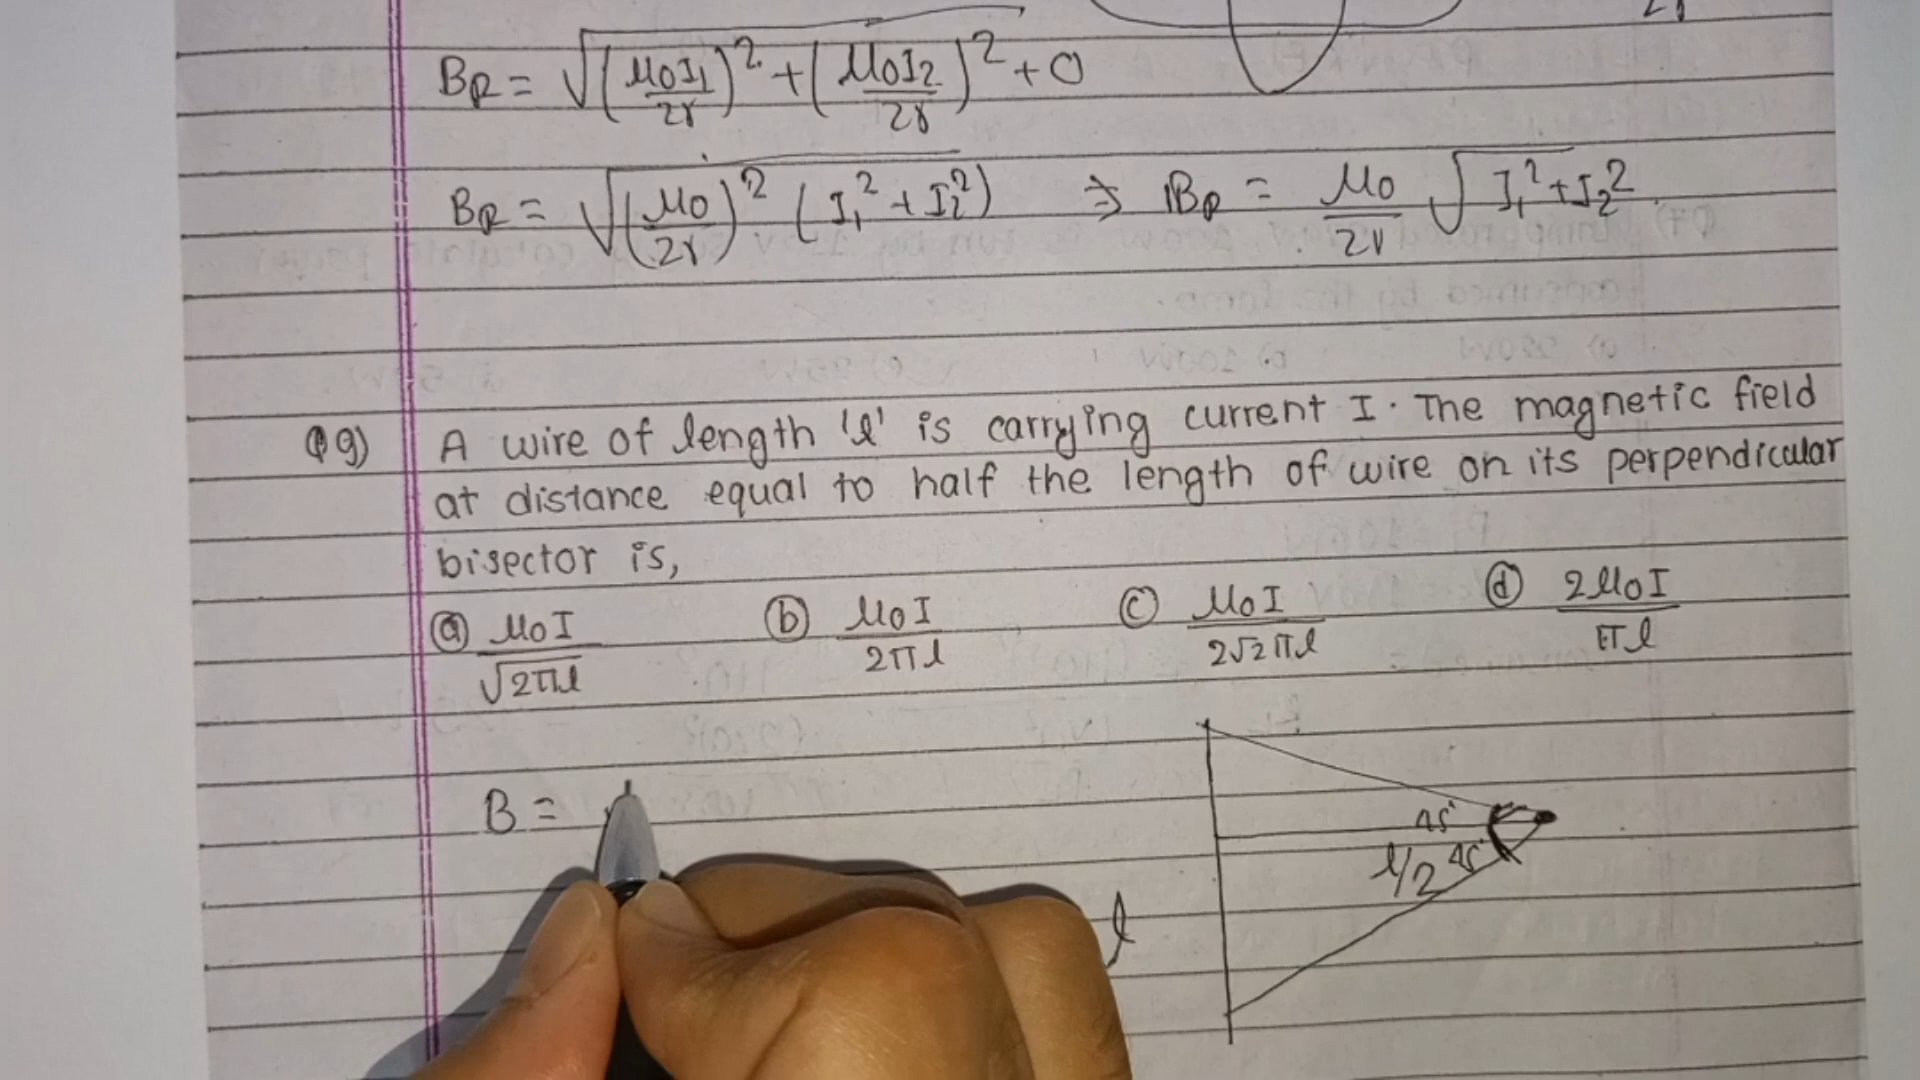 B_R = √((μ₀I₁/2r)² + (μ₀I₂/2r)² + 0
B_R = √((μ₀/2r)² (I₁² + I₂²) ⇒ B_R = μ₀/2r √(I₁² + I₂²)
Q9) A wire of length 'l' is carrying current I. The magnetic field
at distance equal to half the length of wire on its perpendicular
bisector is,
(a) μ₀I/√2πl (b) μ₀I/2πl (c) μ₀I/2√2πl (d) 2μ₀I/πl
45°
B =
l/2 45°
l